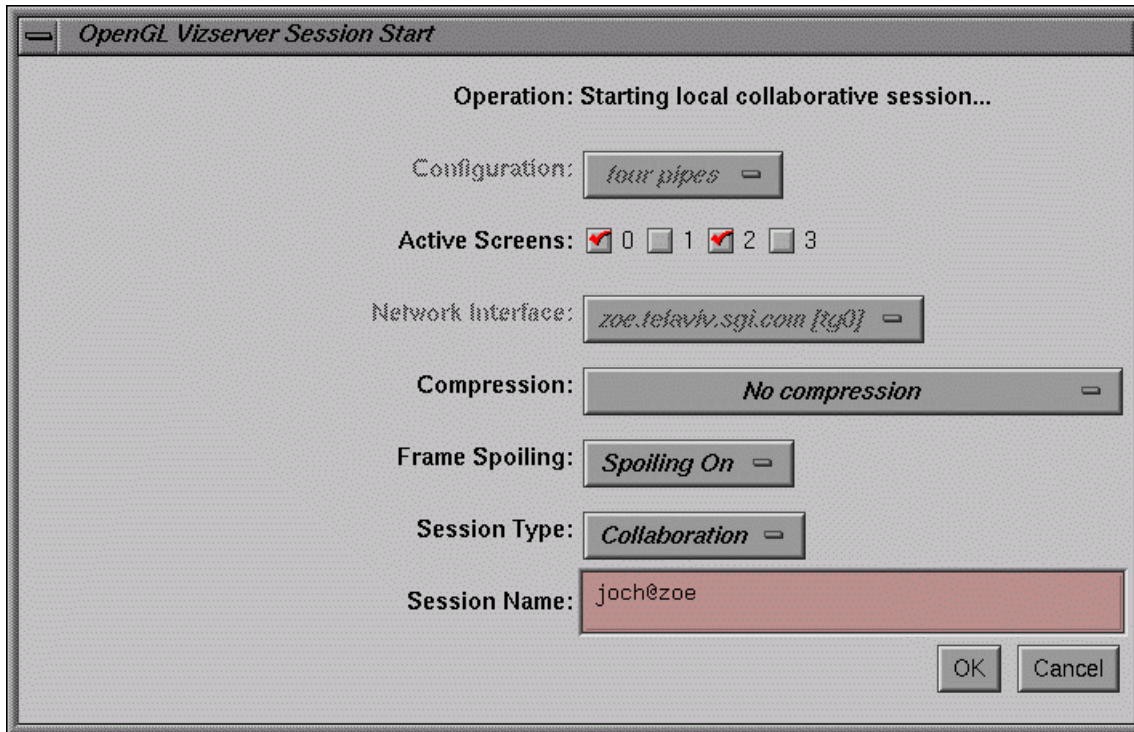 OpenGL Vizserver Session Start
Operation: Starting local collaborative session...
Configuration: four pipes
Active Screens: 0 1 2 3
Network Interface: zoe.telaviv.sgi.com [tg0]
Compression: No compression
Frame Spoiling: Spoiling On
Session Type: Collaboration
Session Name: joch@zoe
OK Cancel